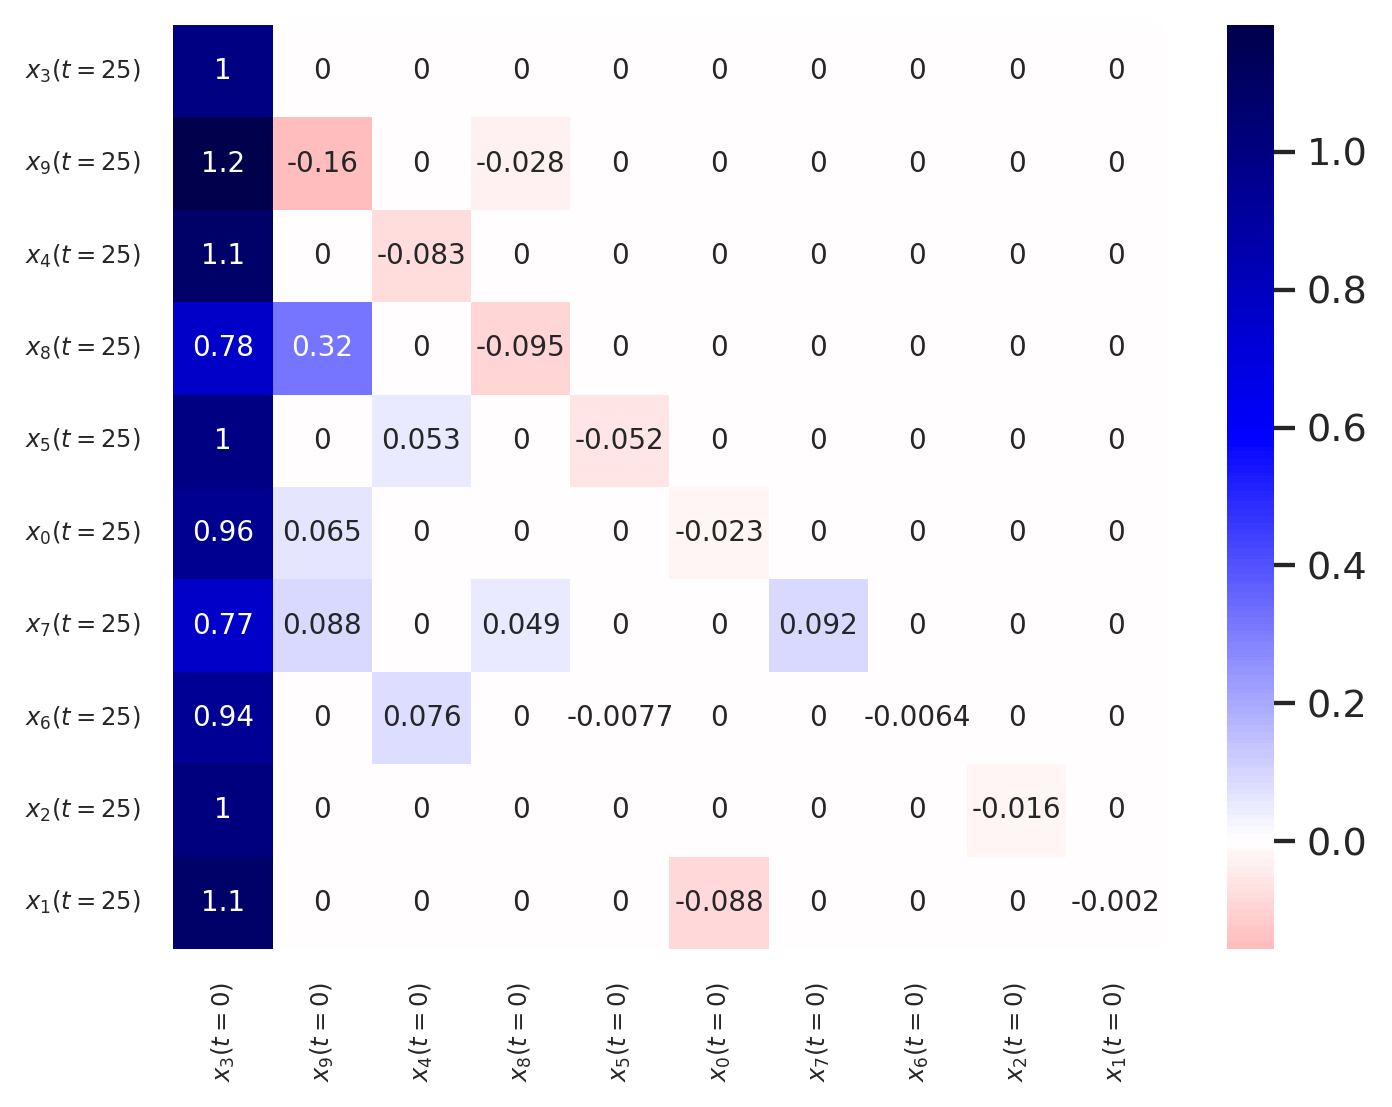 x₃(t = 25) 1 0 0 0 0 0 0 0 0 0
x₉(t = 25) 1.2 -0.16 0 -0.028 0 0 0 0 0 0
x₄(t = 25) 1.1 0 -0.083 0 0 0 0 0 0 0
x₈(t = 25) 0.78 0.32 0 -0.095 0 0 0 0 0 0
x₅(t = 25) 1 0 0.053 0 -0.052 0 0 0 0 0
x₀(t = 25) 0.96 0.065 0 0 0 -0.023 0 0 0 0
x₇(t = 25) 0.77 0.088 0 0.049 0 0 0.092 0 0 0
x₆(t = 25) 0.94 0 0.076 0 -0.0077 0 0 -0.0064 0 0
x₂(t = 25) 1 0 0 0 0 0 0 0 -0.016 0
x₁(t = 25) 1.1 0 0 0 0 -0.088 0 0 0 -0.002
x₃(t = 0)
x₉(t = 0)
x₄(t = 0)
x₈(t = 0)
x₅(t = 0)
x₀(t = 0)
x₇(t = 0)
x₆(t = 0)
x₂(t = 0)
x₁(t = 0)
1.0
0.8
0.6
0.4
0.2
0.0